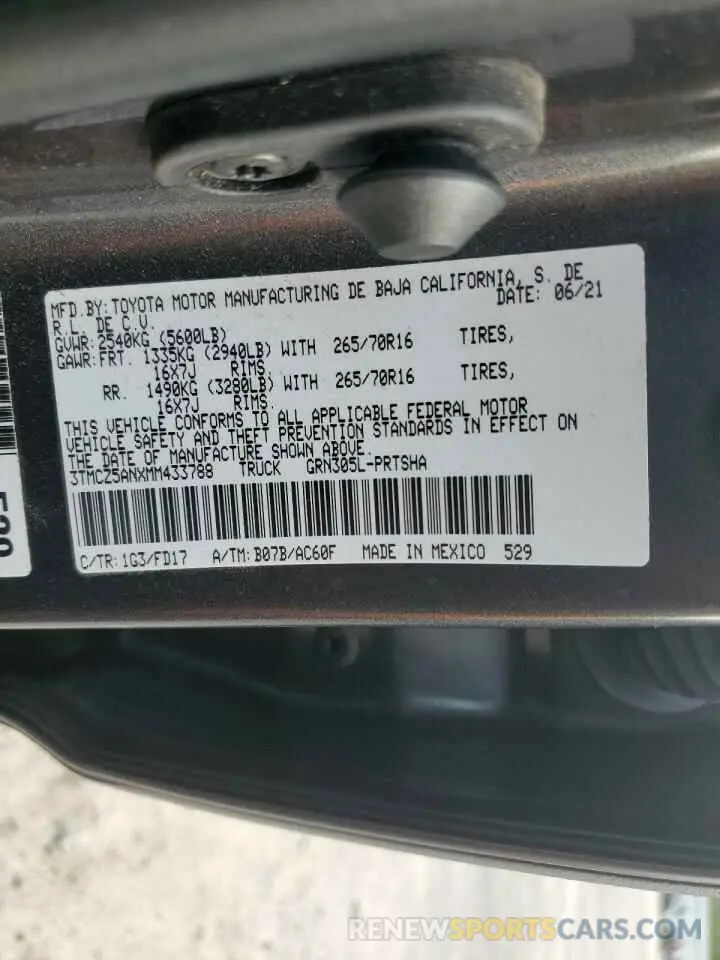 MFD.BY:TOYOTA MOTOR MANUFACTURING DE BAJA CALIFORNIA, S. DE
R.L. DE C.V. DATE: 06/21
GVWR:2540KG (5600LB)
GAWR:FRT. 1335KG (2940LB) WITH 265/70R16 TIRES,
16X7J RIMS.
RR. 1490KG (3280LB) WITH 265/70R16 TIRES,
16X7J RIMS.
THIS VEHICLE CONFORMS TO ALL APPLICABLE FEDERAL MOTOR
VEHICLE SAFETY AND THEFT PREVENTION STANDARDS IN EFFECT ON
THE DATE OF MANUFACTURE SHOWN ABOVE.
3TMCZ5ANXMM433788 TRUCK GRN305L-PRTSHA
C/TR:1G3/FD17 A/TM:B07B/AC60F MADE IN MEXICO 529
RENEWSPORTSCARS.COM